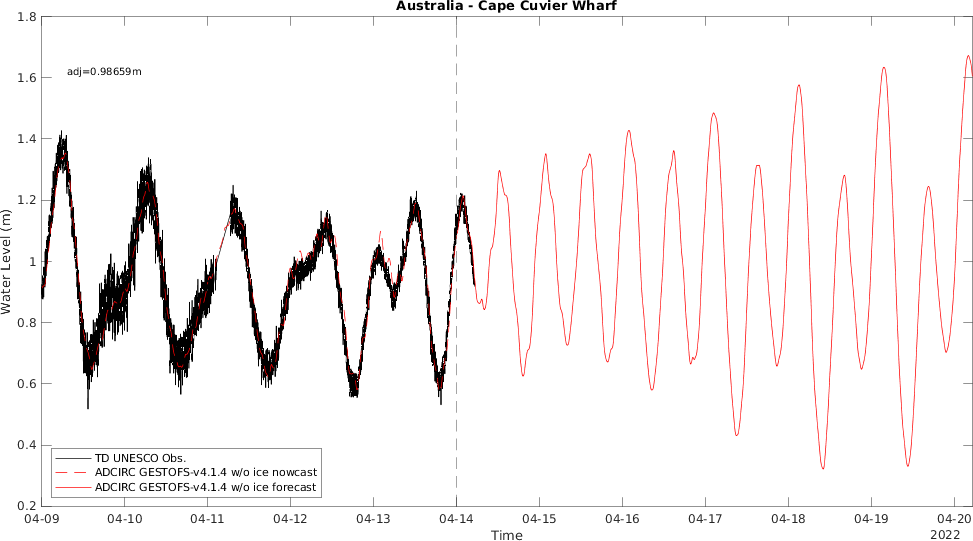 Australia - Cape Cuvier Wharf
1.8
1.6
1.4
1.2
1
0.8
0.6
0.4
0.2
Water Level (m)
adj=0.98659m
TD UNESCO Obs.
ADCIRC GESTOFS-v4.1.4 w/o ice nowcast
ADCIRC GESTOFS-v4.1.4 w/o ice forecast
04-09 04-10 04-11 04-12 04-13 04-14 04-15 04-16 04-17 04-18 04-19 04-20
Time
2022